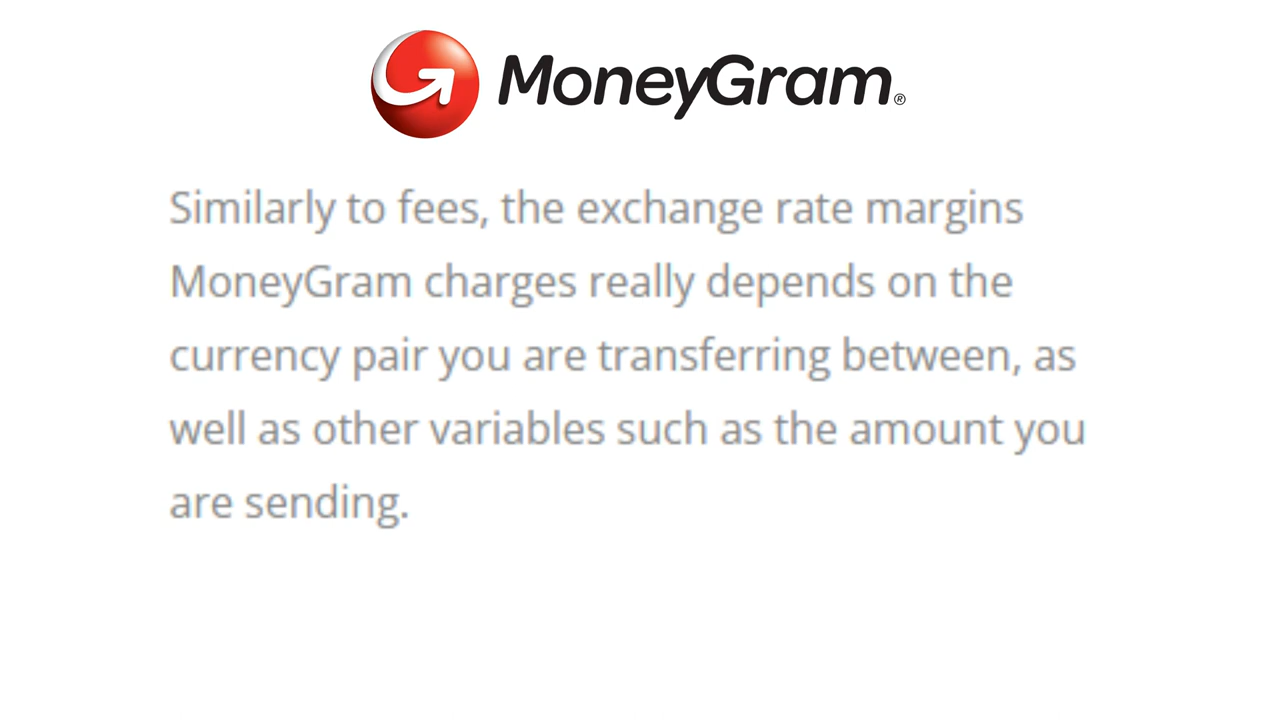 MoneyGram®
Similarly to fees, the exchange rate margins
MoneyGram charges really depends on the
currency pair you are transferring between, as
well as other variables such as the amount you
are sending.